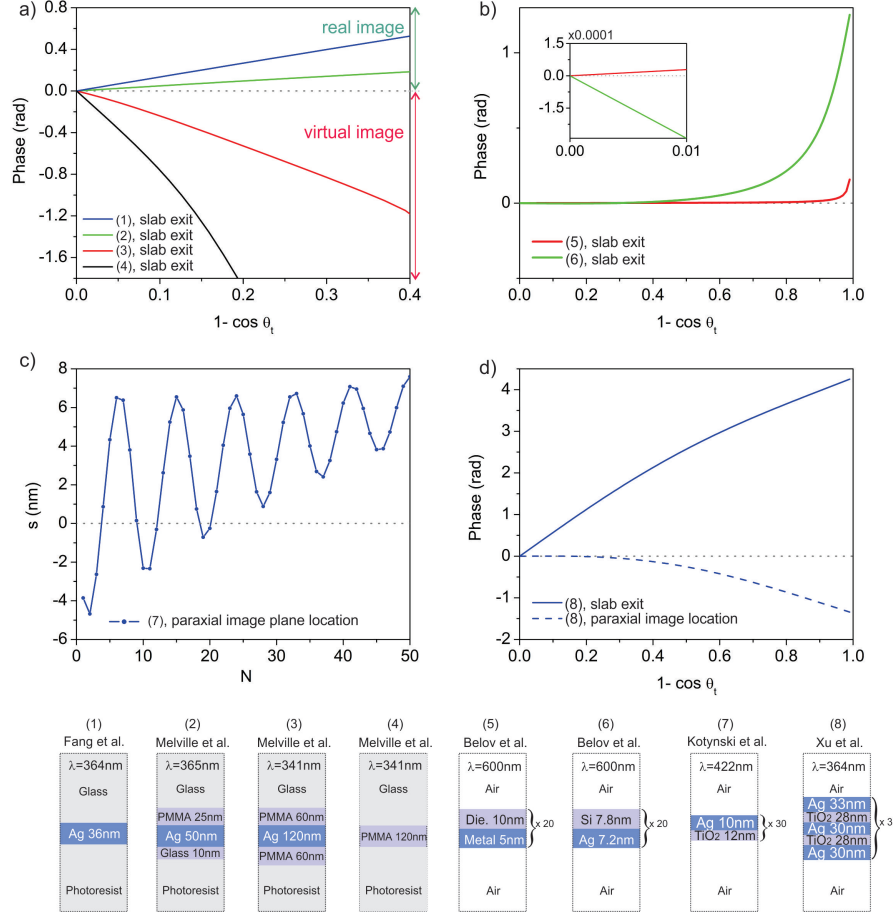 a)
0.8
0.4
0.0
-0.4
-0.8
-1.2
-1.6
Phase (rad)
real image
virtual image
(1), slab exit
(2), slab exit
(3), slab exit
(4), slab exit
0.0 0.1 0.2 0.3 0.4
1- cos θt
b)
1
0
Phase (rad)
x0.0001
1.5
0.0
-1.5
0.00 0.01
(5), slab exit
(6), slab exit
0.0 0.2 0.4 0.6 0.8 1.0
1- cos θt
c)
8
6
4
2
0
-2
-4
-6
s (nm)
(7), paraxial image plane location
0 10 20 30 40 50
N
d)
4
3
2
1
0
-1
-2
Phase (rad)
(8), slab exit
(8), paraxial image location
0.0 0.2 0.4 0.6 0.8 1.0
1- cos θt
(1)
Fang et al.
λ=364nm
Glass
Ag 36nm
Photoresist
(2)
Melville et al.
λ=365nm
Glass
PMMA 25nm
Ag 50nm
Glass 10nm
Photoresist
(3)
Melville et al.
λ=341nm
Glass
PMMA 60nm
Ag 120nm
PMMA 60nm
Photoresist
(4)
Melville et al.
λ=341nm
Glass
PMMA 120nm
Photoresist
(5)
Belov et al.
λ=600nm
Air
Die. 10nm
Metal 5nm
x 20
Air
(6)
Belov et al.
λ=600nm
Air
Si 7.8nm
Ag 7.2nm
x 20
Air
(7)
Kotynski et al.
λ=422nm
Air
Ag 10nm
TiO2 12nm
x 30
Air
(8)
Xu et al.
λ=364nm
Air
Ag 33nm
TiO2 28nm
Ag 30nm
TiO2 28nm
Ag 30nm
x 3
Air